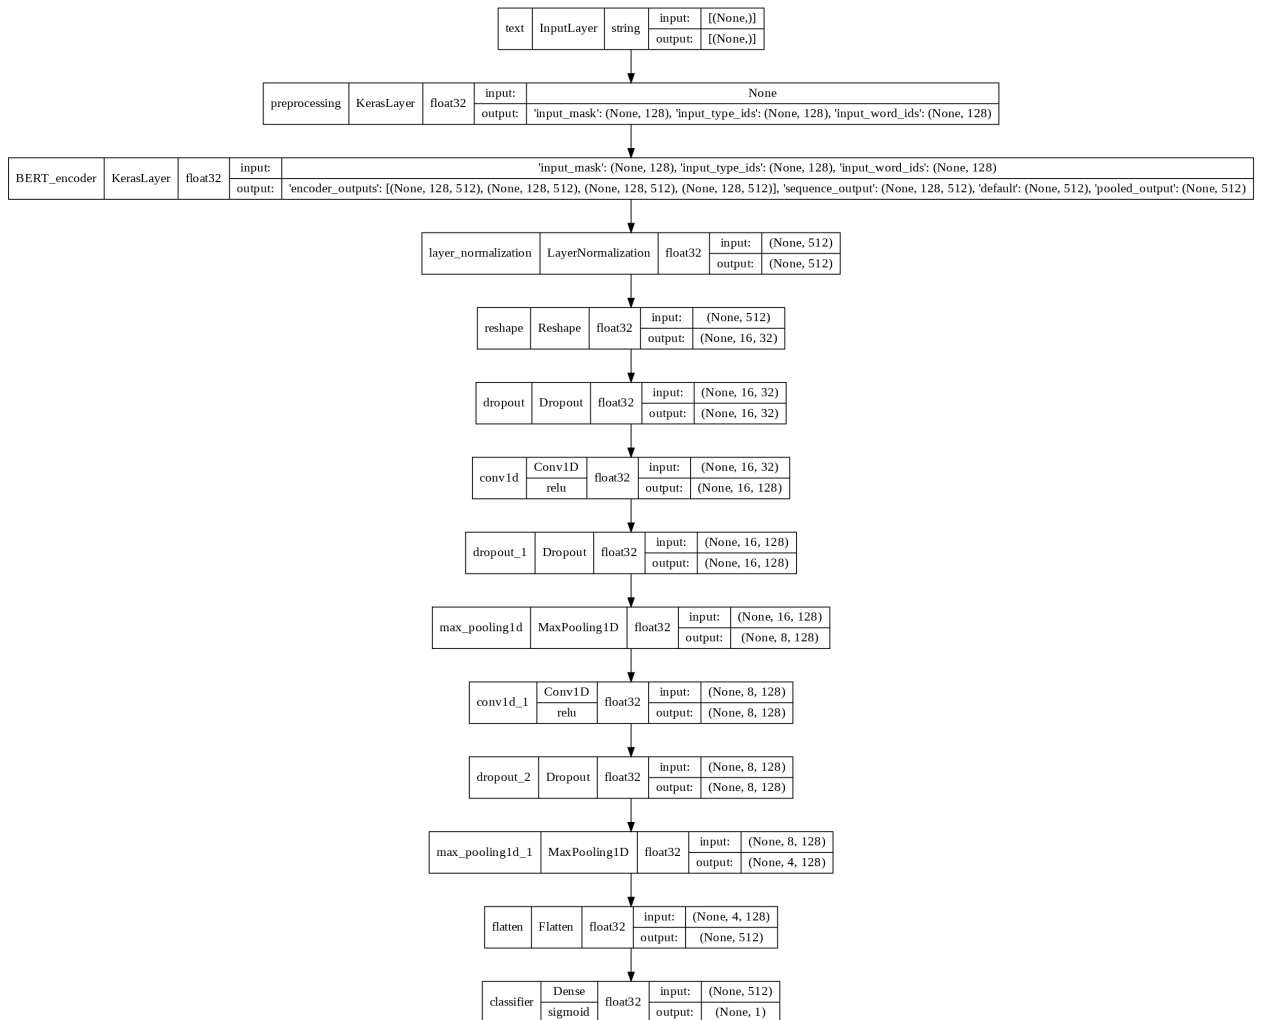 text InputLayer string input: [(None,)]
output: [(None,)]
preprocessing KerasLayer float32 input: None
output: 'input_mask': (None, 128), 'input_type_ids': (None, 128), 'input_word_ids': (None, 128)
BERT_encoder KerasLayer float32 input: 'input_mask': (None, 128), 'input_type_ids': (None, 128), 'input_word_ids': (None, 128)
output: 'encoder_outputs': [(None, 128, 512), (None, 128, 512), (None, 128, 512), (None, 128, 512)], 'sequence_output': (None, 128, 512), 'default': (None, 512), 'pooled_output': (None, 512)
layer_normalization LayerNormalization float32 input: (None, 512)
output: (None, 512)
reshape Reshape float32 input: (None, 512)
output: (None, 16, 32)
dropout Dropout float32 input: (None, 16, 32)
output: (None, 16, 32)
conv1d Conv1D float32 input: (None, 16, 32)
relu output: (None, 16, 128)
dropout_1 Dropout float32 input: (None, 16, 128)
output: (None, 16, 128)
max_pooling1d MaxPooling1D float32 input: (None, 16, 128)
output: (None, 8, 128)
conv1d_1 Conv1D float32 input: (None, 8, 128)
relu output: (None, 8, 128)
dropout_2 Dropout float32 input: (None, 8, 128)
output: (None, 8, 128)
max_pooling1d_1 MaxPooling1D float32 input: (None, 8, 128)
output: (None, 4, 128)
flatten Flatten float32 input: (None, 4, 128)
output: (None, 512)
classifier Dense float32 input: (None, 512)
sigmoid output: (None, 1)